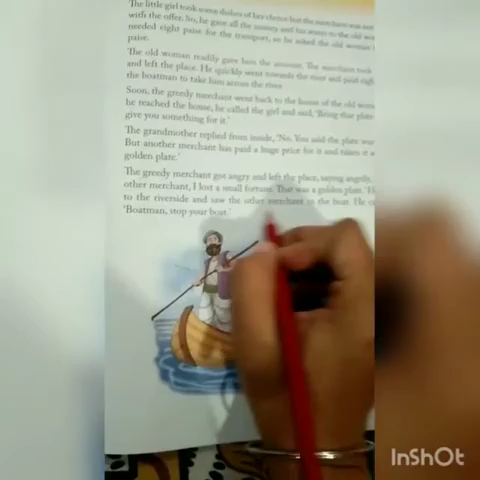 The little girl took some dishes of her choice but the merchant was not
with the offer. So, he gave all the money and his wares to the old wo
needed eight paise for the transport, so he asked the old woman
paise.
The old woman readily gave him the amount. The merchant took
and left the place. He quickly went towards the river and paid eigh
the boatman to take him across the river.
Soon, the greedy merchant went back to the house of the old wom
he reached the house, he called the girl and said, 'Bring that plate
give you something for it.'
The grandmother replied from inside, 'No. You said the plate was
But another merchant has paid a huge price for it and taken it a
golden plate.'
The greedy merchant got angry and left the place, saying angrily,
other merchant, I lost a small fortune. That was a golden plate.' H
to the riverside and saw the other merchant in the boat. He c
'Boatman, stop your boat.'
InShOt